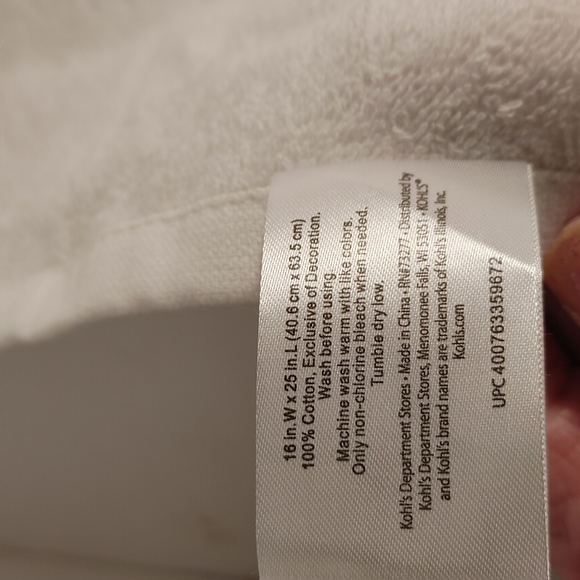 16 in.W x 25 in.L (40.6 cm x 63.5 cm)
100% Cotton, Exclusive of Decoration.
Wash before using.
Machine wash warm with like colors.
Only non-chlorine bleach when needed.
Tumble dry low.
Kohl's Department Stores • Made in China • RN#73277 • Distributed by
Kohl's Department Stores, Menomonee Falls, WI 53051 • KOHL'S®
and Kohl's brand names are trademarks of Kohl's Illinois, Inc.
Kohls.com
UPC 400763359672